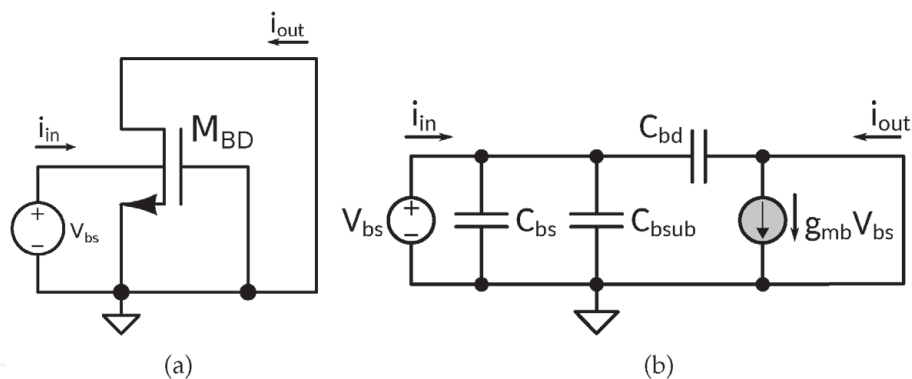 i_out
i_in
M_BD
+
−
V_bs
(a)
i_in
C_bd
i_out
V_bs
+
−
C_bs
C_bsub
g_mb V_bs
(b)